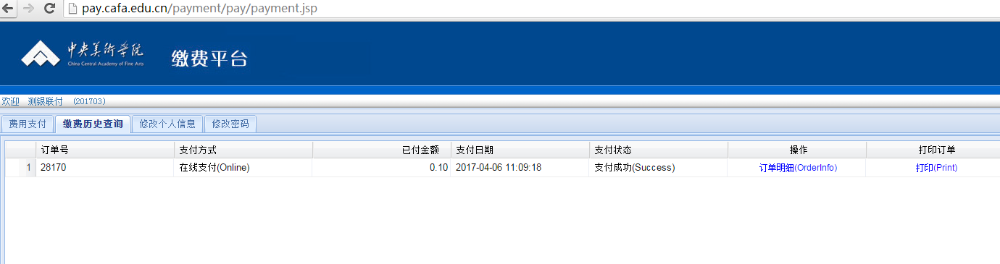 pay.cafa.edu.cn/payment/pay/payment.jsp
中央美術学院
China Central Academy of Fine Arts
缴费平台
欢迎 测银联付 (201703)
费用支付 缴费历史查询 修改个人信息 修改密码
订单号 支付方式 已付金额 支付日期 支付状态 操作 打印订单
1 28170 在线支付(Online) 0.10 2017-04-06 11:09:18 支付成功(Success) 订单明细(OrderInfo) 打印(Print)